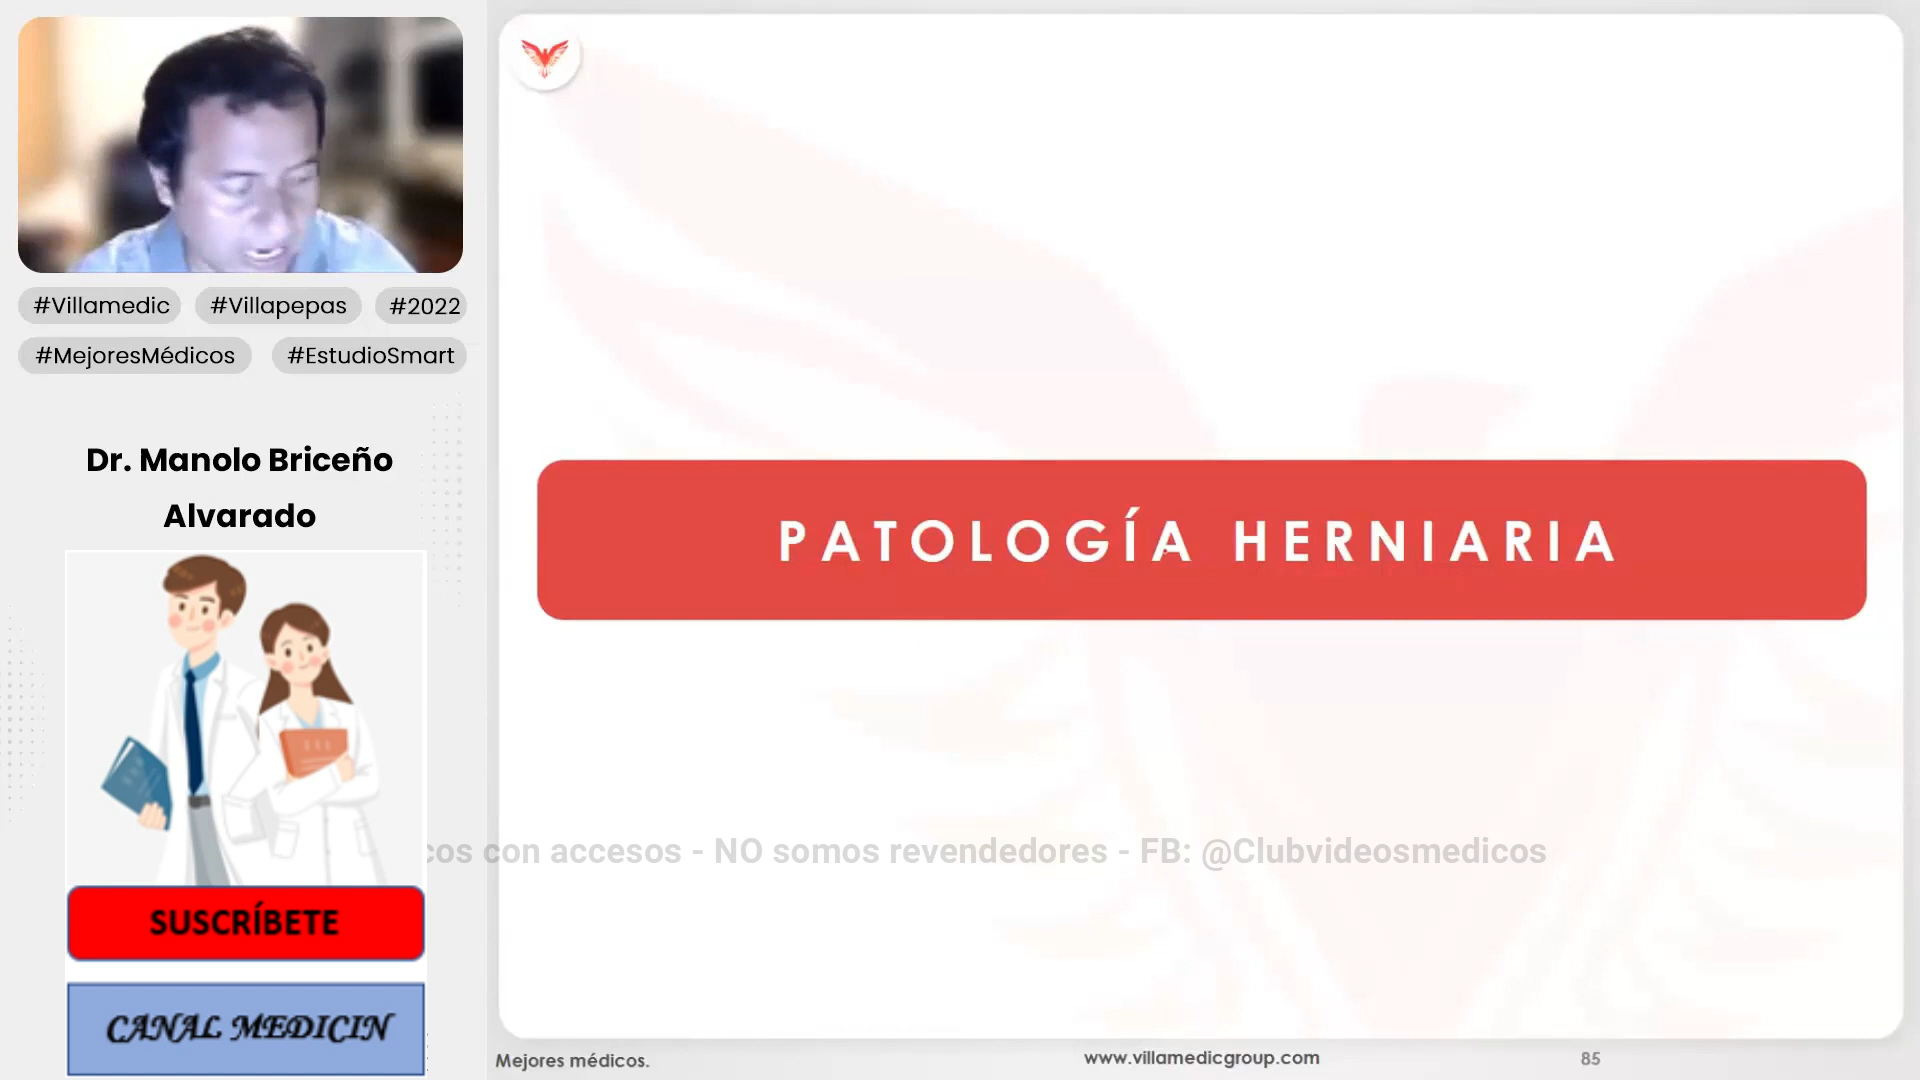 #Villamedic #Villapepas #2022
#MejoresMédicos #EstudioSmart
Dr. Manolo Briceño
Alvarado
PATOLOGÍA HERNIARIA
con accesos - NO somos revendedores - FB: @Clubvideosmedicos
SUSCRÍBETE
CANAL MEDICIN
Mejores médicos.
www.villamedicgroup.com
85